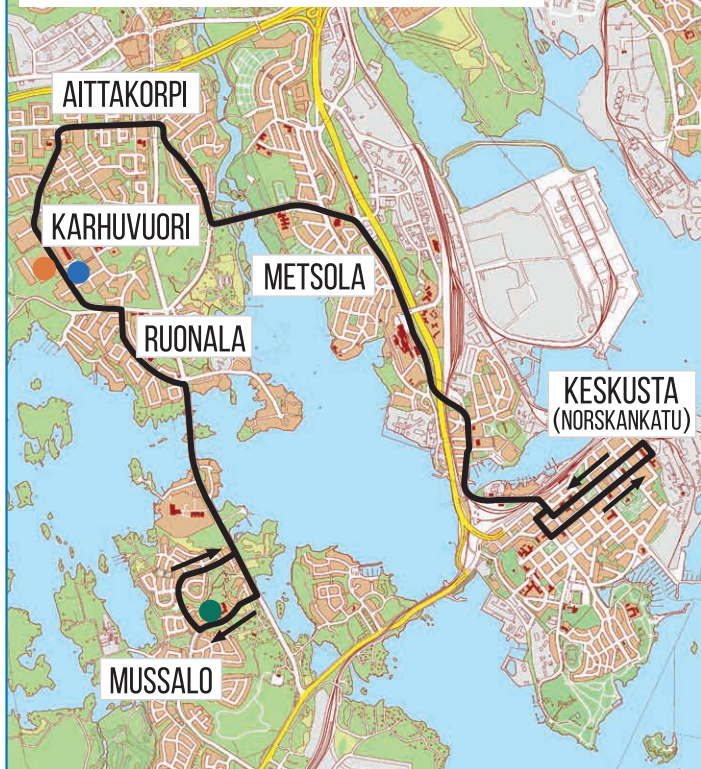 AITTAKORPI
KARHUVUORI
METSOLA
RUONALA
KESKUSTA
(NORSKANKATU)
MUSSALO